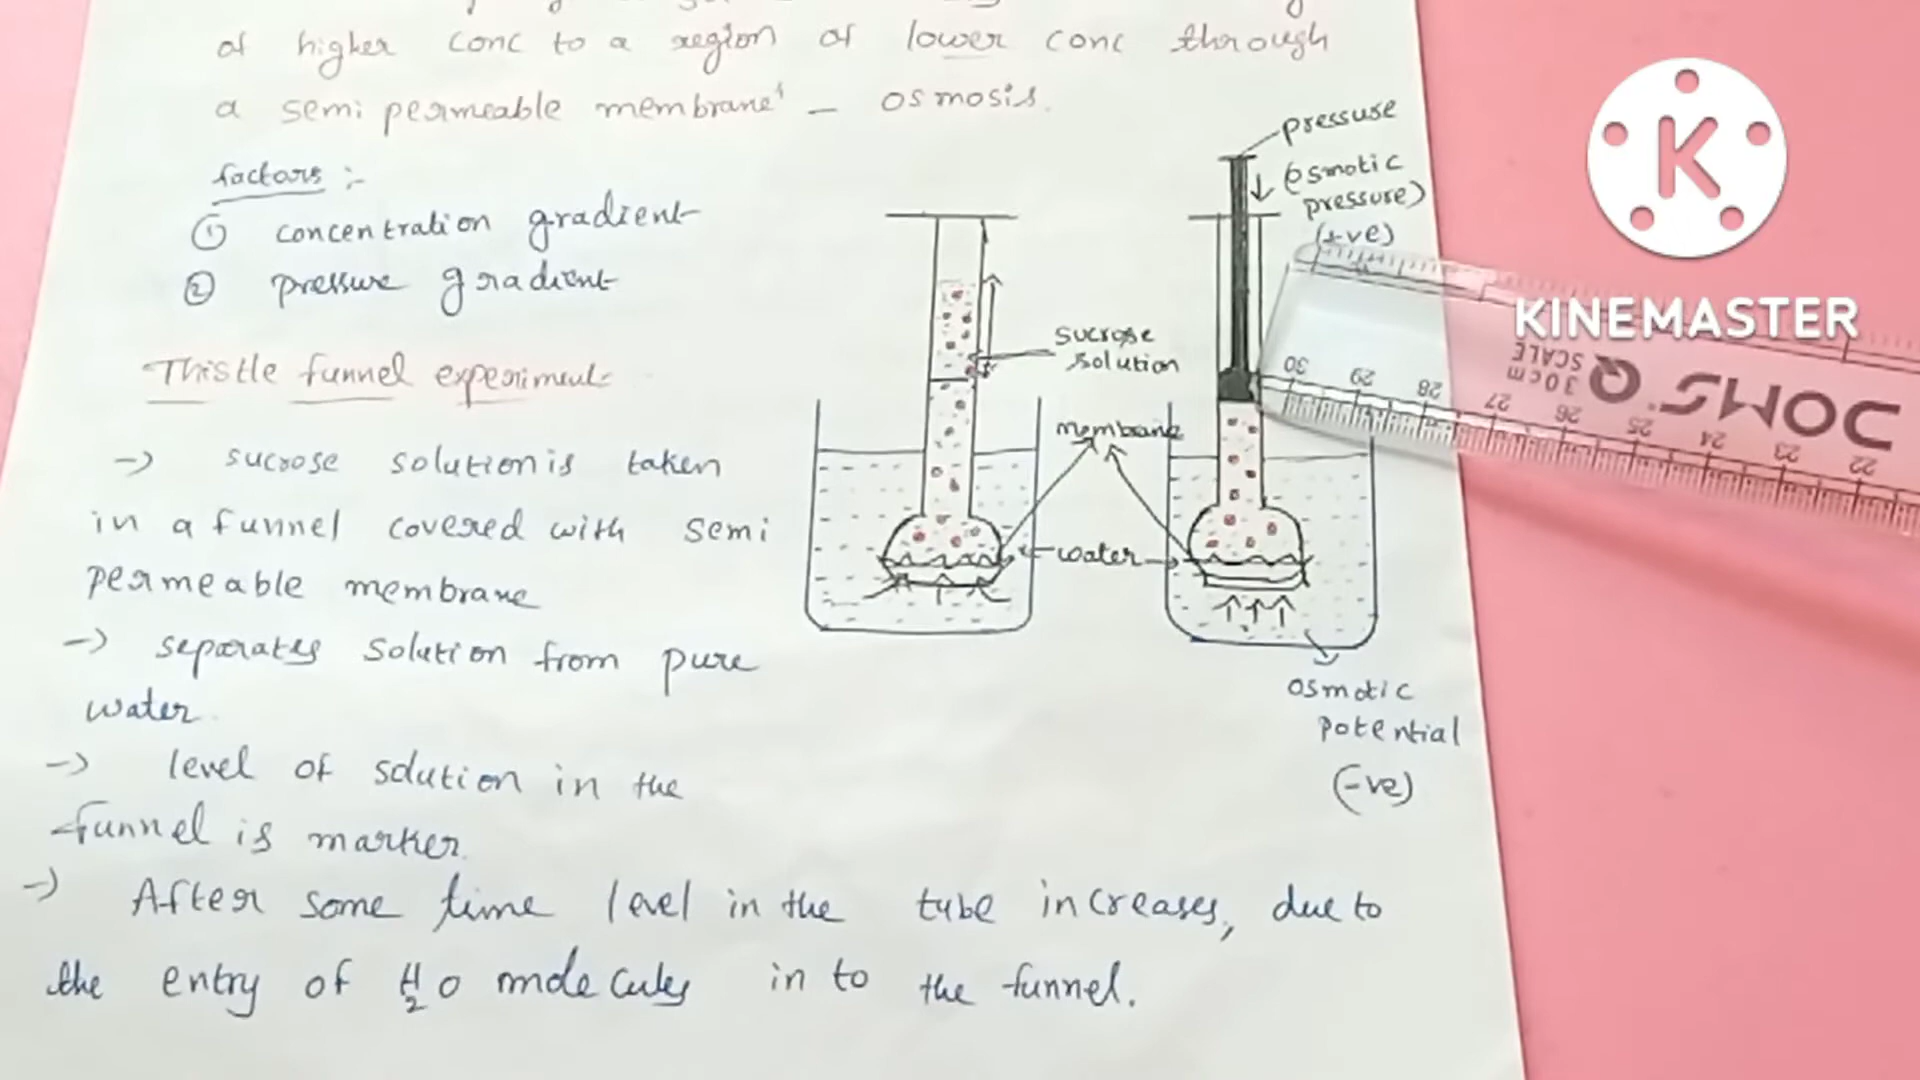 of higher conc to a region of lower conc through
a semi permeable membrane' – osmosis.
factors :-
① concentration gradient
② pressure gradient
Thistle funnel experiment
-> sucrose solution is taken
in a funnel covered with semi
permeable membrane
-> separates solution from pure
water.
-> level of solution in the
funnel is marker.
-> After some time level in the tube increases, due to
the entry of H2O molecules in to the funnel.
sucrose
solution
membrane
water
pressuse
(osmotic
pressure)
(+ve)
osmotic
potential
(-ve)
K
KINEMASTER
DOMS Q
30cm
SCALE
30 29 28 27 26 25 24 23 22